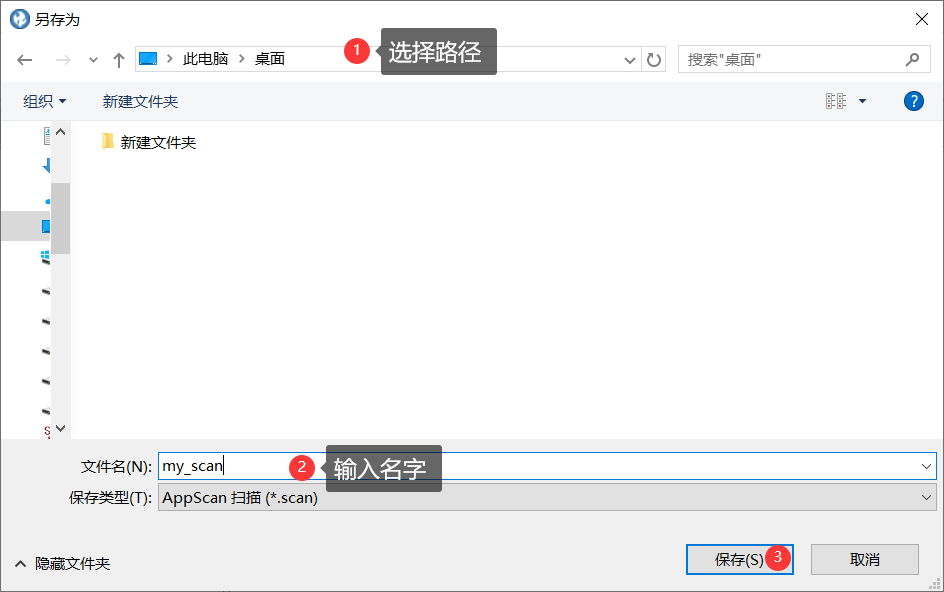 另存为
此电脑 桌面 1 选择路径 搜索"桌面"
组织 新建文件夹 ?
新建文件夹
文件名(N): my_scan 2 输入名字
保存类型(T): AppScan 扫描 (*.scan)
隐藏文件夹 保存(S) 3 取消